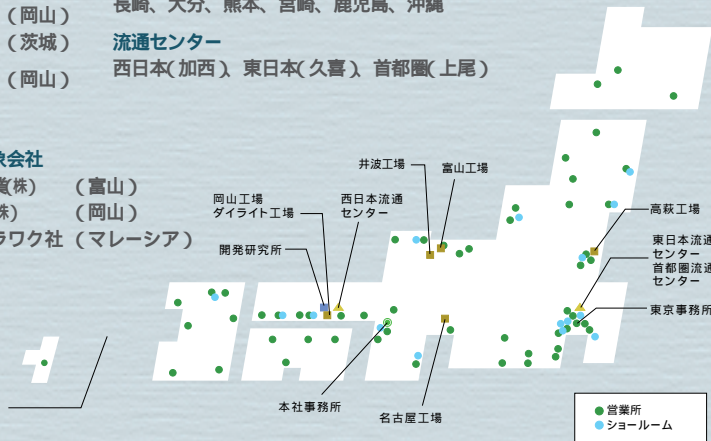 （岡山）
長崎、大分、熊本、宮崎、鹿児島、沖縄
（茨城）
流通センター
（岡山）
西日本（加西）、東日本（久喜）、首都圏（上尾）
象会社
（株）
（富山）
株）
（岡山）
ラワク社
（マレーシア）
井波工場
富山工場
岡山工場
ダイライト工場
西日本流通
センター
開発研究所
高萩工場
東日本流通
センター
首都圏流通
センター
東京事務所
本社事務所
名古屋工場
営業所
ショールーム